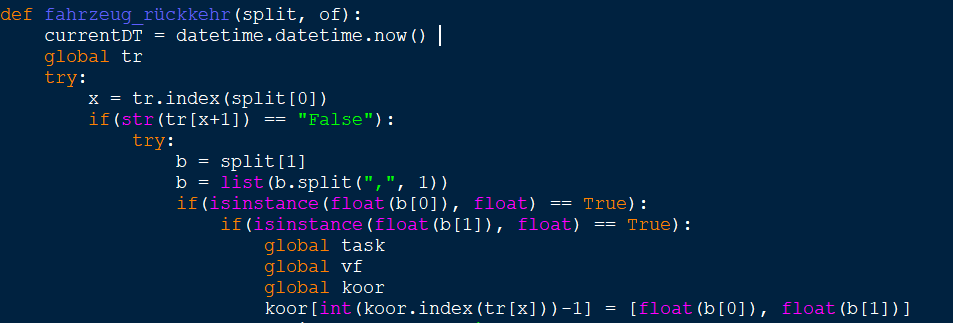 def fahrzeug_rückkehr(split, of):
    currentDT = datetime.datetime.now()
    global tr
    try:
        x = tr.index(split[0])
        if(str(tr[x+1]) == "False"):
            try:
                b = split[1]
                b = list(b.split(",", 1))
                if(isinstance(float(b[0]), float) == True):
                    if(isinstance(float(b[1]), float) == True):
                        global task
                        global vf
                        global koor
                        koor[int(koor.index(tr[x]))-1] = [float(b[0]), float(b[1])]